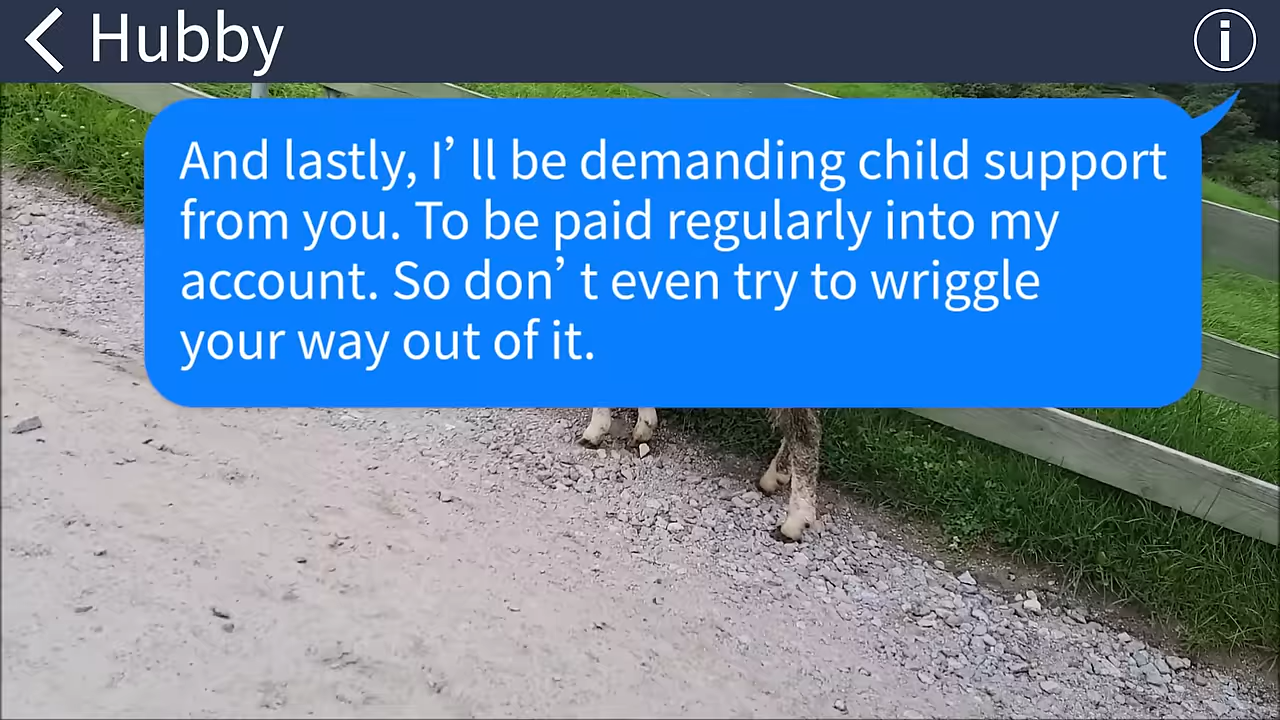 Hubby
And lastly, I’ ll be demanding child support
from you. To be paid regularly into my
account. So don’ t even try to wriggle
your way out of it.